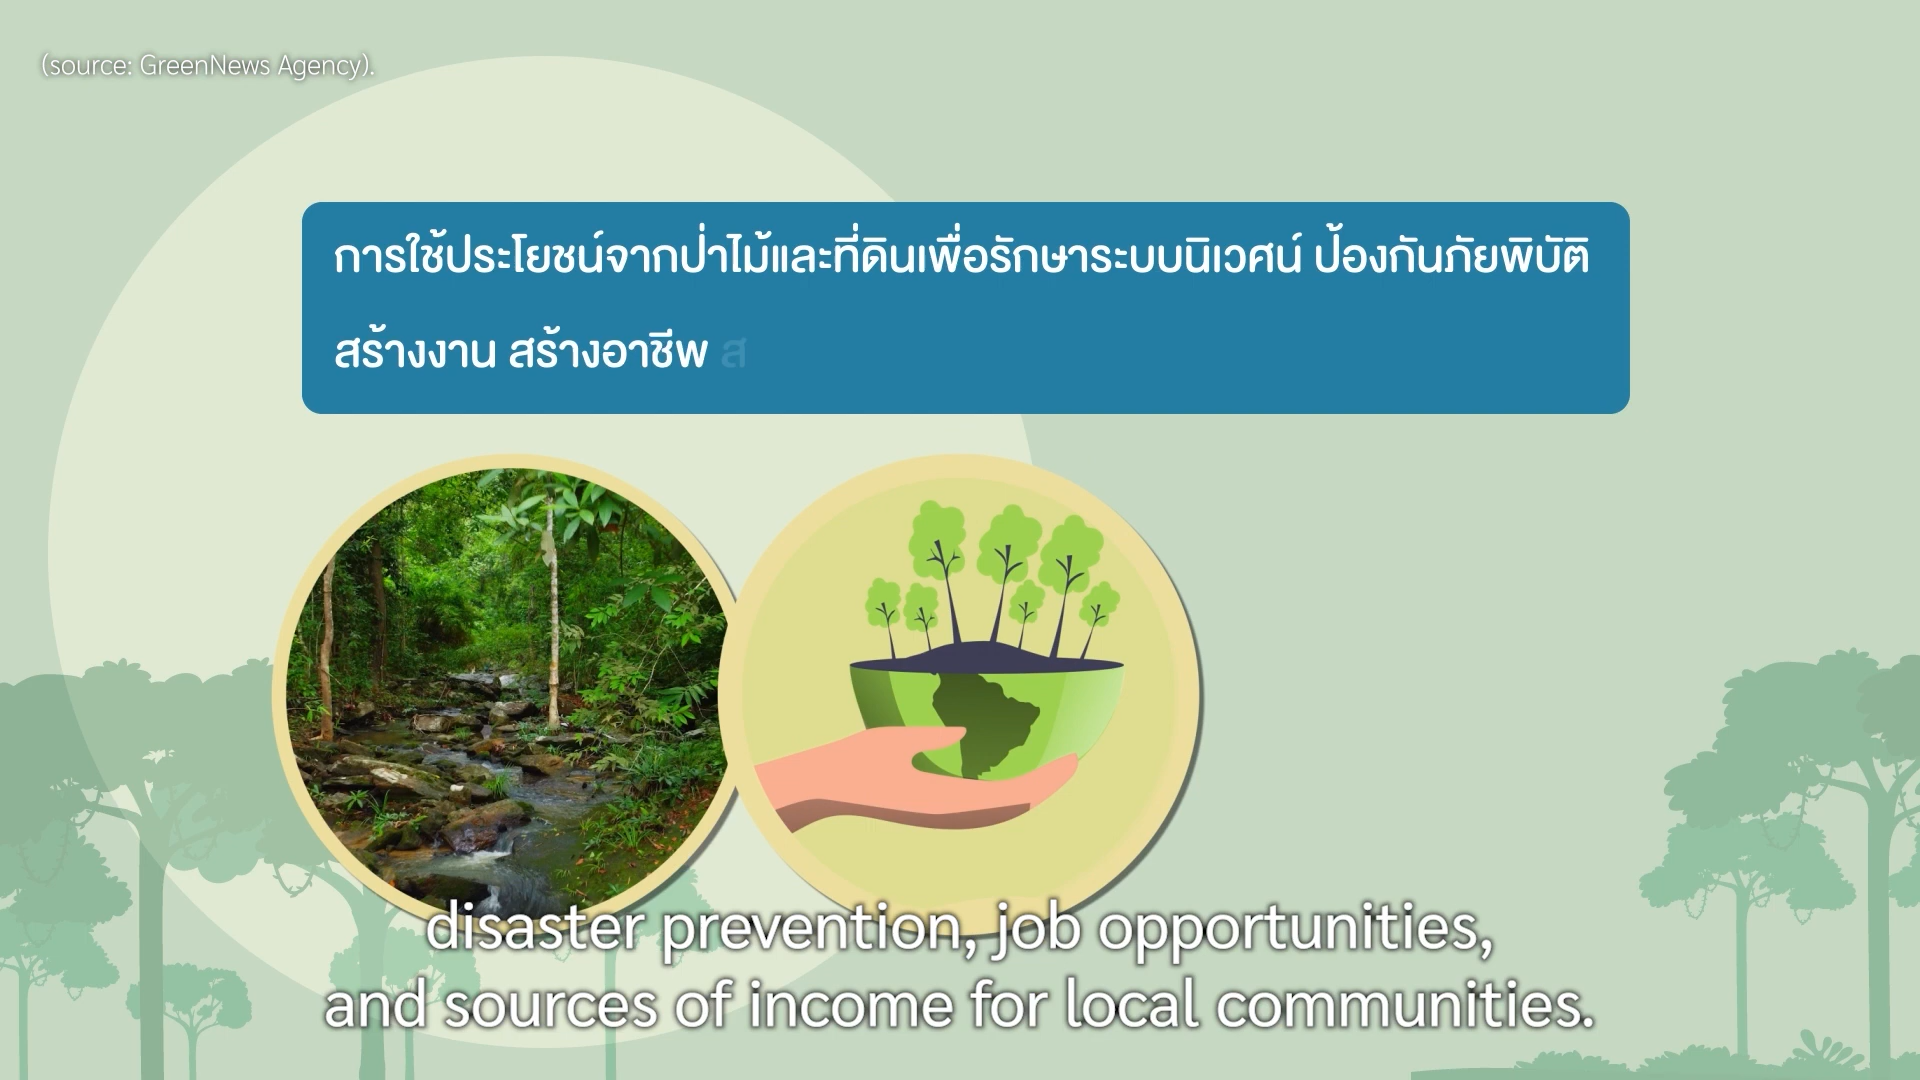 (source: GreenNews Agency).
การใช้ประโยชน์จากป่าไม้และที่ดินเพื่อรักษาระบบนิเวศน์ ป้องกันภัยพิบัติ
สร้างงาน สร้างอาชีพ ส
disaster prevention, job opportunities,
and sources of income for local communities.